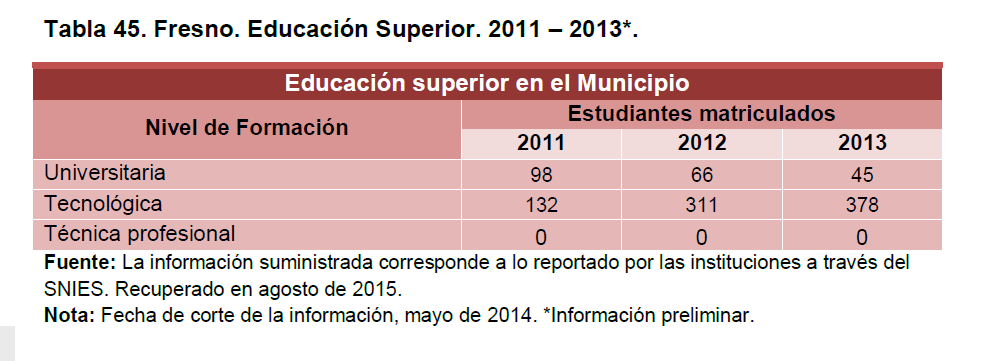 Tabla 45. Fresno. Educación Superior. 2011 – 2013*.
Educación superior en el Municipio
Nivel de Formación Estudiantes matriculados
2011 2012 2013
Universitaria 98 66 45
Tecnológica 132 311 378
Técnica profesional 0 0 0
Fuente: La información suministrada corresponde a lo reportado por las instituciones a través del
SNIES. Recuperado en agosto de 2015.
Nota: Fecha de corte de la información, mayo de 2014. *Información preliminar.